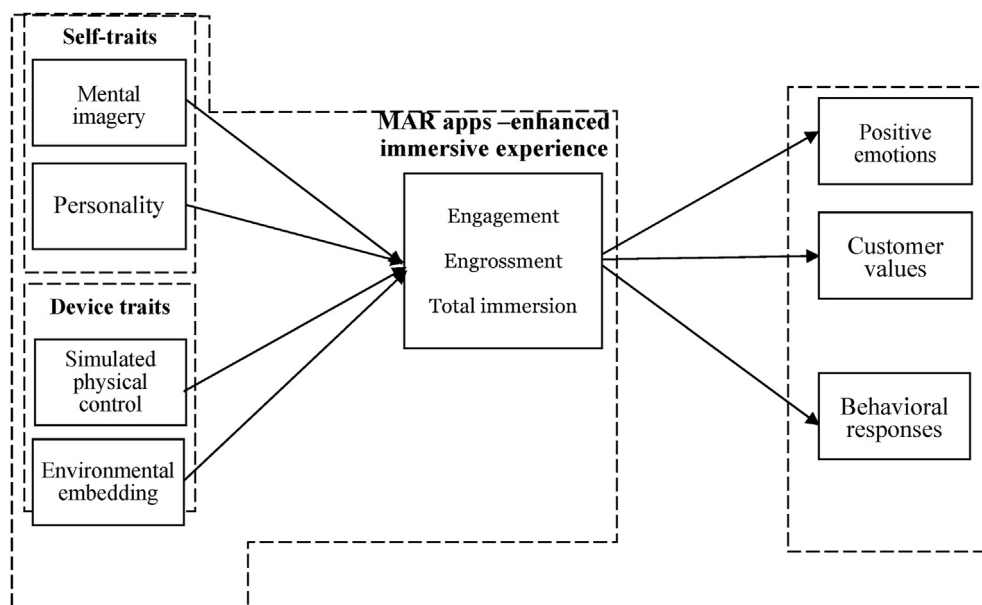 Self-traits
Mental
imagery
Personality
Device traits
Simulated
physical
control
Environmental
embedding
MAR apps –enhanced
immersive experience
Engagement
Engrossment
Total immersion
Positive
emotions
Customer
values
Behavioral
responses